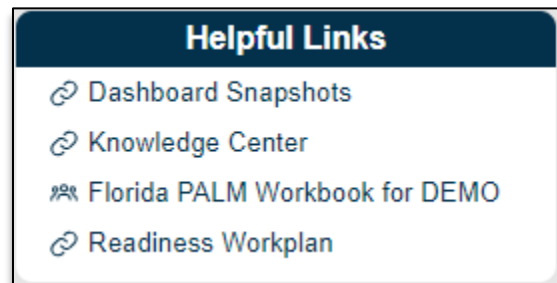 Helpful Links
Dashboard Snapshots
Knowledge Center
Florida PALM Workbook for DEMO
Readiness Workplan